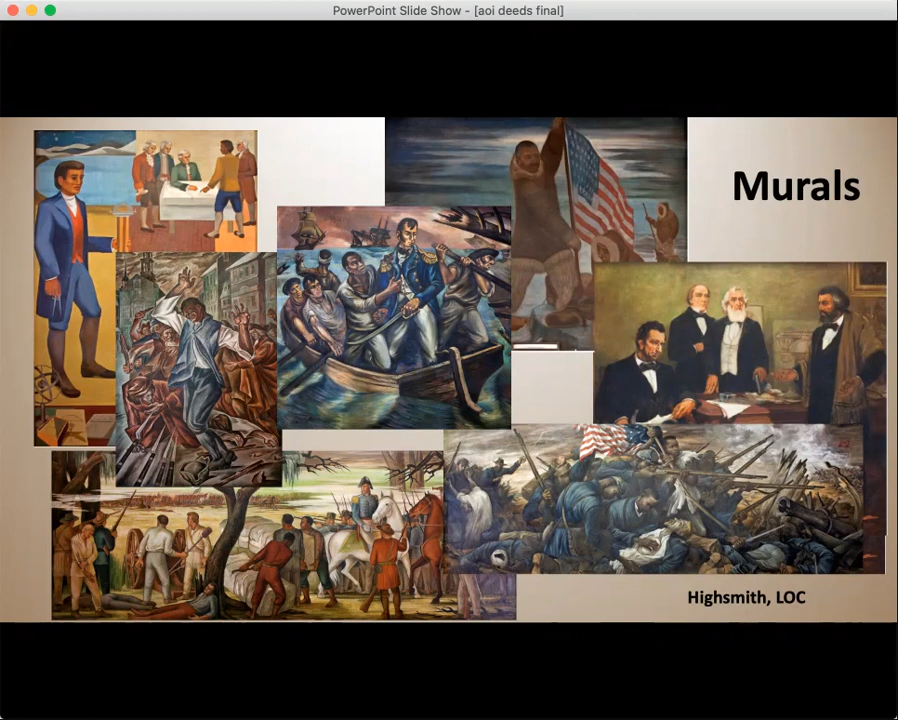 PowerPoint Slide Show - [aoi deeds final]
Murals
Highsmith, LOC